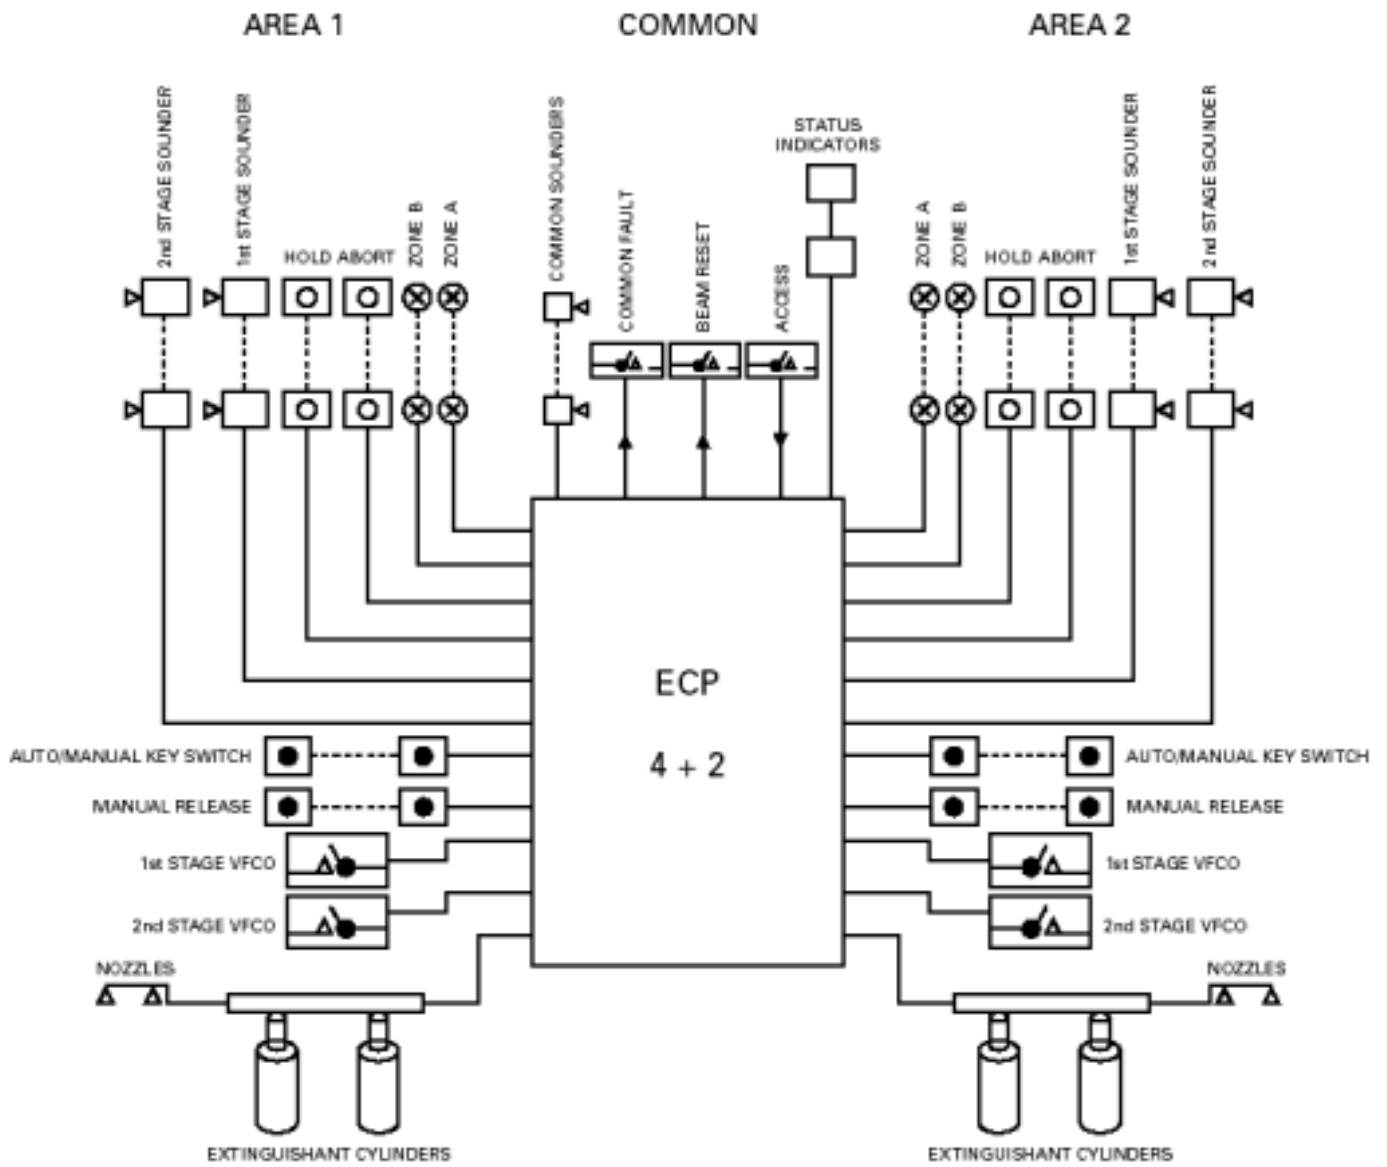 AREA 1
COMMON
AREA 2
2nd STAGE SOUNDER
1st STAGE SOUNDER
HOLD ABORT
ZONE B
ZONE A
COMMON SOUNDERS
COMMON FAULT
BEAM RESET
ACCESS
STATUS
INDICATORS
ZONE A
ZONE B
HOLD ABORT
1st STAGE SOUNDER
2nd STAGE SOUNDER
ECP
4 + 2
AUTO/MANUAL KEY SWITCH
AUTO/MANUAL KEY SWITCH
MANUAL RELEASE
MANUAL RELEASE
1st STAGE VFCO
1st STAGE VFCO
2nd STAGE VFCO
2nd STAGE VFCO
NOZZLES
NOZZLES
EXTINGUISHANT CYLINDERS
EXTINGUISHANT CYLINDERS